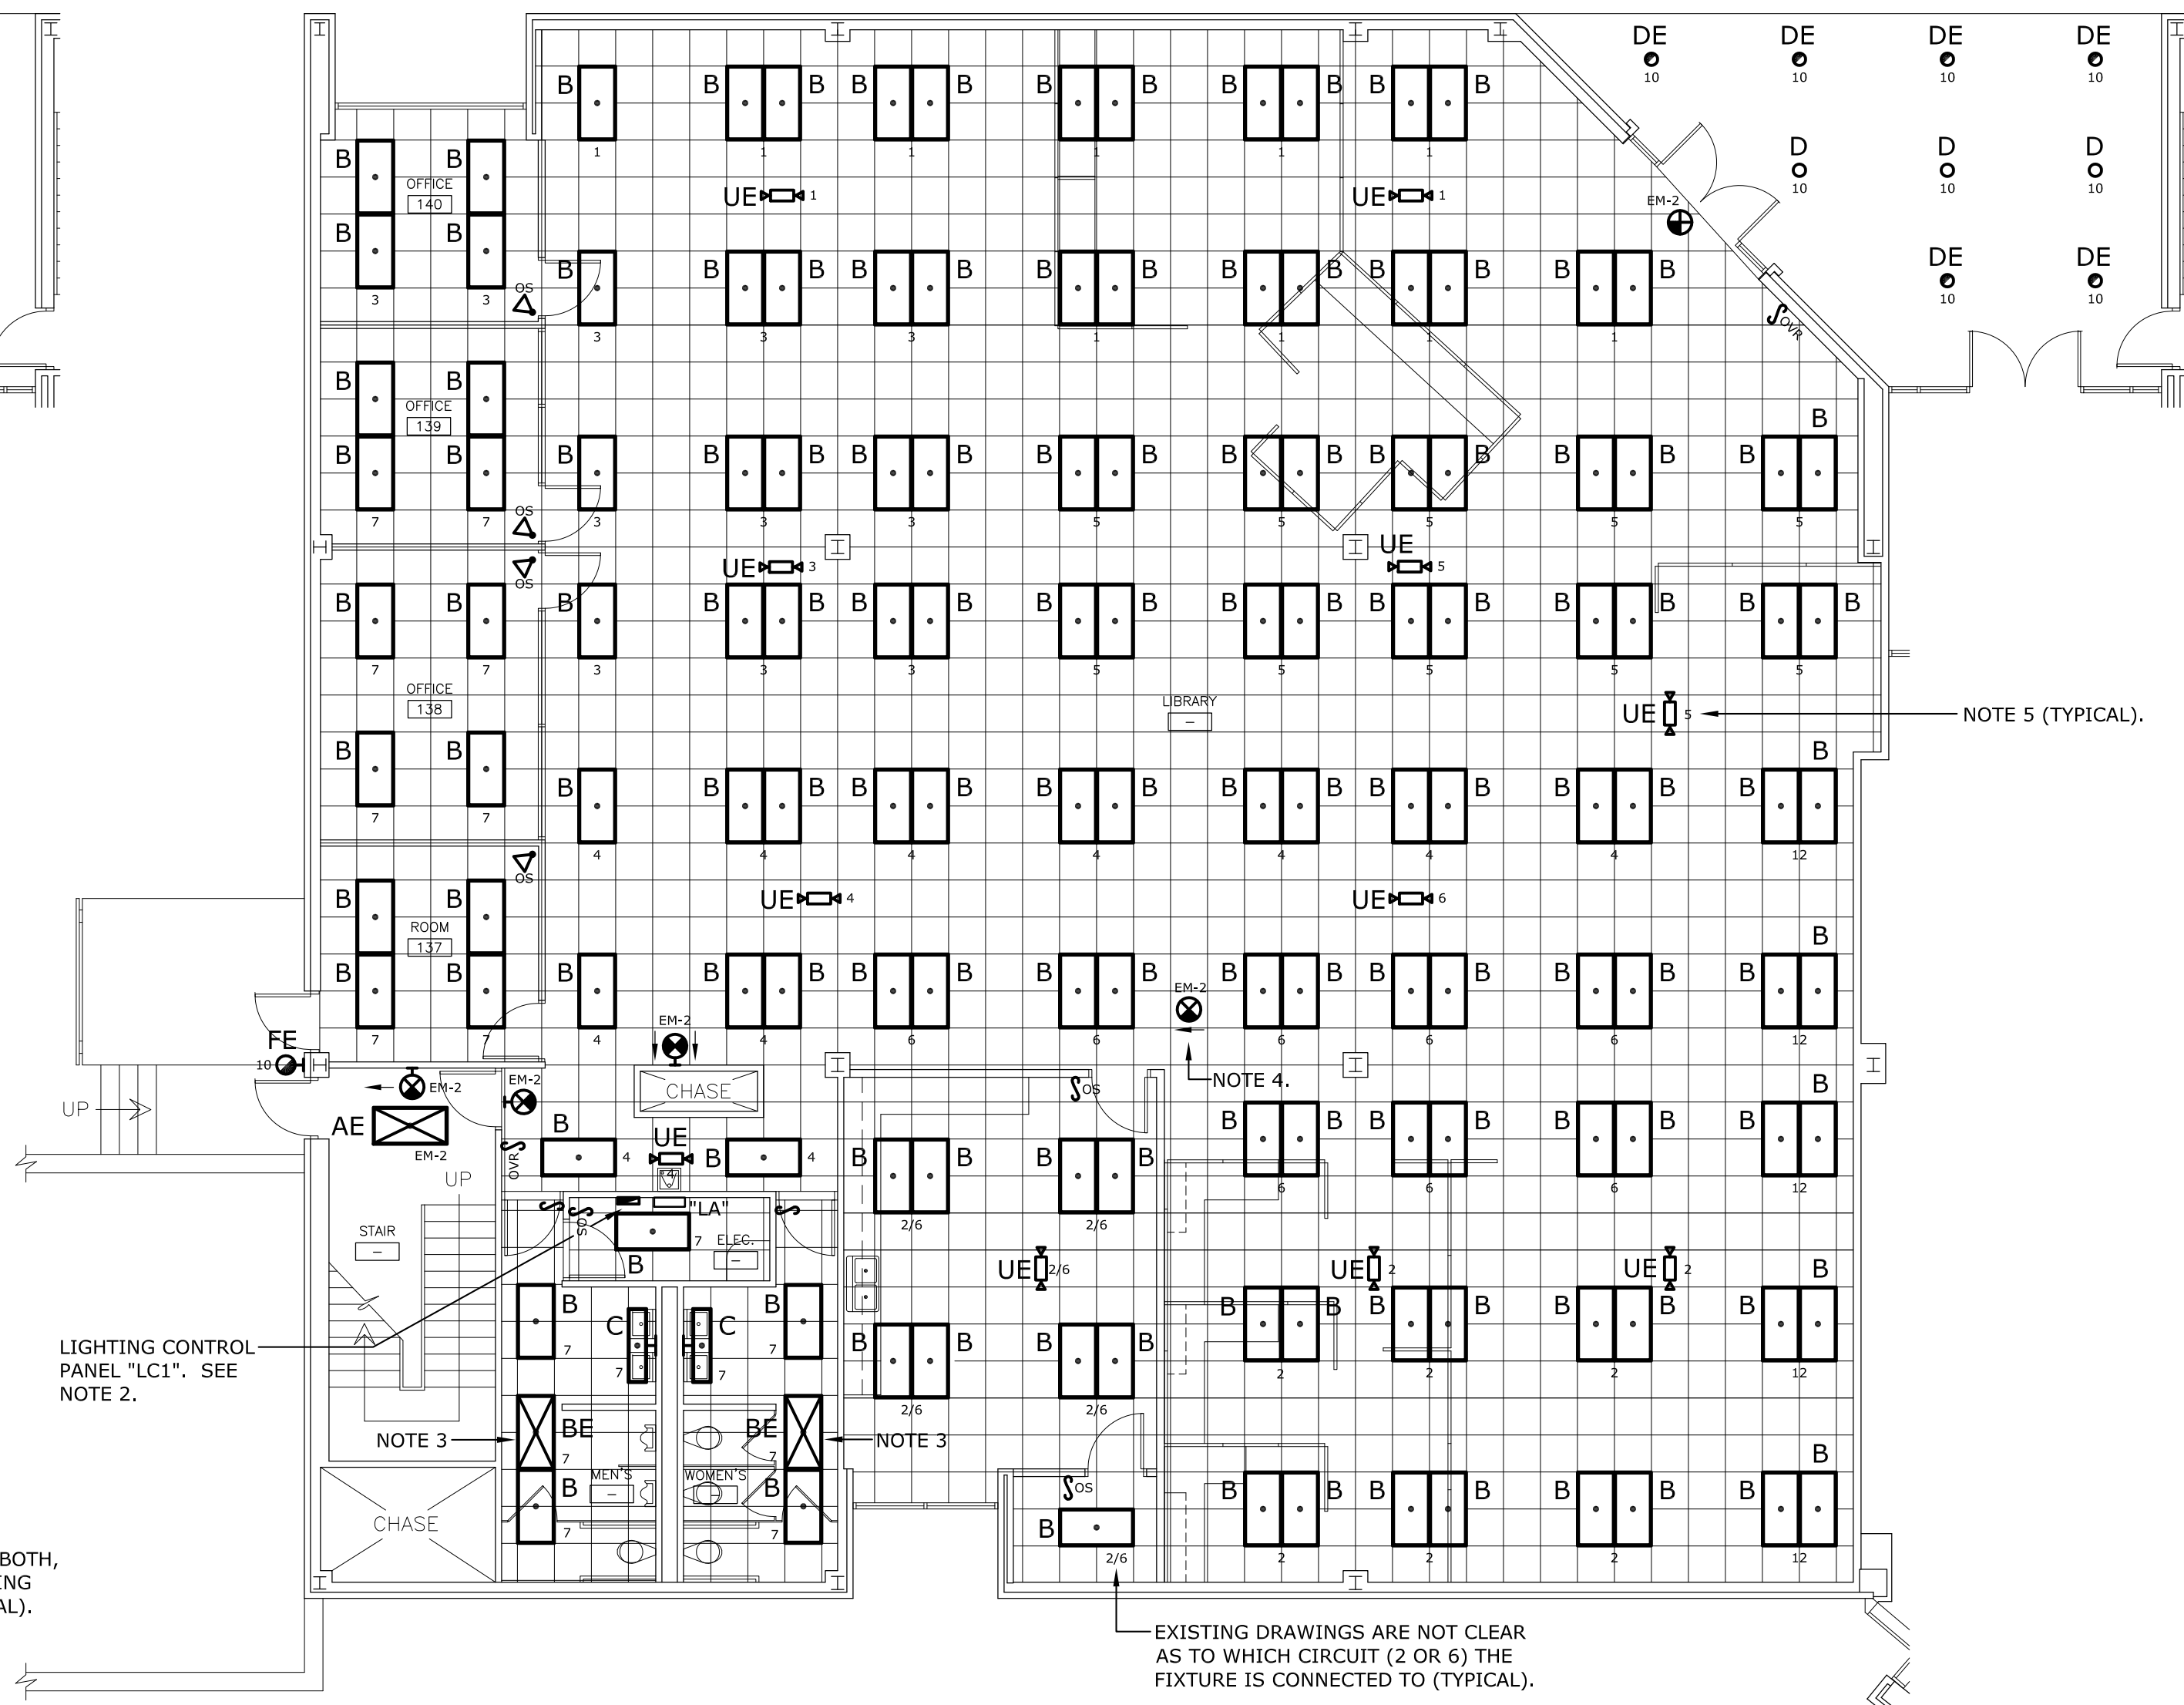 DE DE DE DE
10 10 10 10
B B B B B B B B B B B
1 1 1 1 1 1
D D D
10 10 10
B B
OFFICE
140
UE 1 UE 1
EM-2
B B
3 3
OS
DE DE
10 10
B B B B B B B B B B B B B
3 3 3 1 1 1 1
OVR
B B
OFFICE
139
B B
7 7
OS
B
B B B B B B B B B B B B B B
3 3 3 5 5 5 5 5
UE 3 UE 5
OS
B B B B B B B B B B B B B B B B B
7 7 3 3 3 5 5 5 5 5
OFFICE
138
LIBRARY
-
UE 5
NOTE 5 (TYPICAL).
B B
7 7
B
B B B B B B B B B B B B B B
4 4 4 4 4 4 4 12
OS
UE 4 UE 6
B B
ROOM
137
B B
7 7
B
B B B B B B B B B B B B B B
4 4 6 6 6 6 6 12
EM-2
NOTE 4.
FE
10
EM-2
EM-2
EM-2
CHASE
UP
AE
EM-2
OVR
B 4
UE
4
B 4
OS
B
B B B B B B B
6 6 6 12
B B B B
2/6 2/6
UP
STAIR
-
OS
"LA"
7
B
ELEC.
-
UE 2/6
UE 2
UE 2
LIGHTING CONTROL
PANEL "LC1". SEE
NOTE 2.
B
7
C
7
C
7
B
7
B B B B
2/6 2/6
B
B B B B B B B
2 2 2 12
NOTE 3
BE
7
BE
7
NOTE 3
MEN'S
-
WOMEN'S
-
B
7
B
7
CHASE
OS
B
2/6
B
B B B B B B B
2 2 2 12
BOTH,
ING
AL).
EXISTING DRAWINGS ARE NOT CLEAR
AS TO WHICH CIRCUIT (2 OR 6) THE
FIXTURE IS CONNECTED TO (TYPICAL).